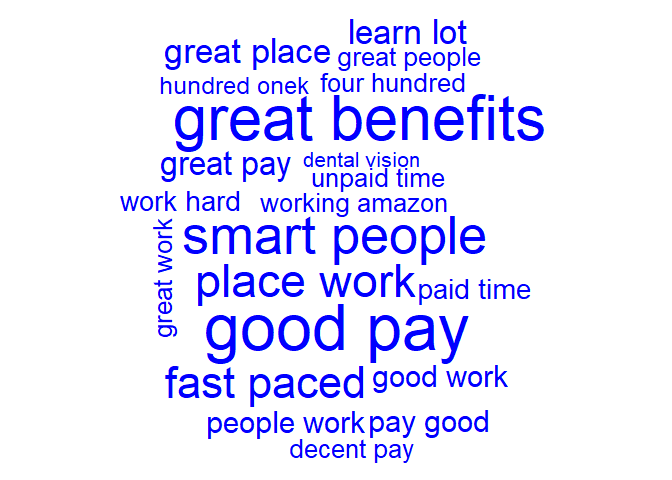 learn lot
great place
great people
hundred onek
four hundred
great benefits
great pay
dental vision
unpaid time
work hard
working amazon
great work
smart people
place work
paid time
good pay
fast paced
good work
people work
pay good
decent pay